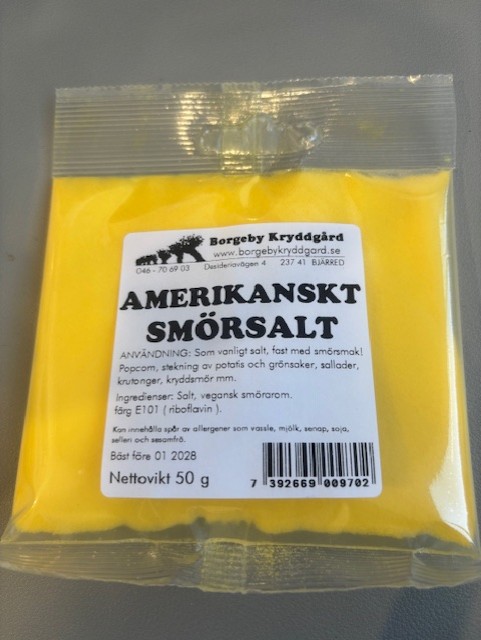 Borgeby Kryddgård
www.borgebykryddgard.se
046 - 70 69 03 Desideriavägen 4 237 41 BJÄRRED
AMERIKANSKT
SMÖRSALT
ANVÄNDNING: Som vanligt salt, fast med smörsmak!
Popcorn, stekning av potatis och grönsaker, sallader,
krutonger, kryddsmör mm.
Ingredienser: Salt, vegansk smörarom.
färg E101 ( riboflavin ).
Kan innehålla spår av allergener som vassle, mjölk, senap, soja,
selleri och sesamfrö.
Bäst före 01 2028
Nettovikt 50 g
7 392669 009702